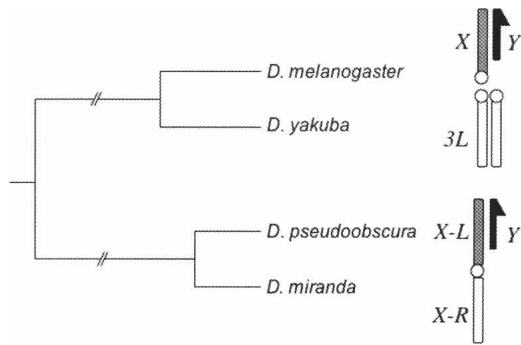 X Y
D. melanogaster
D. yakuba
3L
D. pseudoobscura X-L Y
D. miranda
X-R